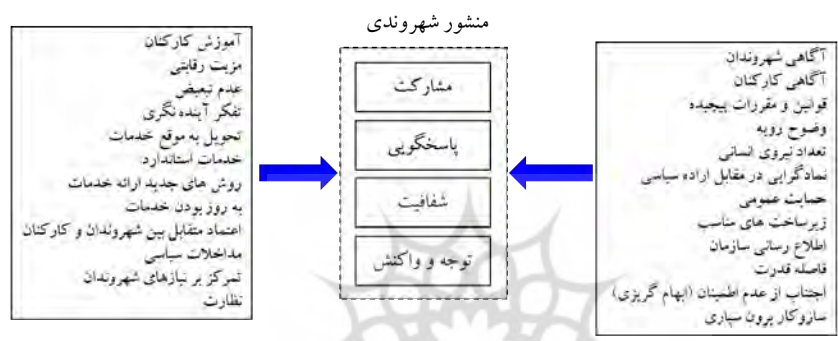 منشور شهروندی
آگاهی شهروندان
آگاهی کارکنان
قوانین و مقررات پیچیده
وضوح رویه
تعداد نیروی انسانی
نمادگرایی در مقابل اراده سیاسی
حمایت عمومی
زیرساخت های مناسب
اطلاع رسانی سازمان
فاصله قدرت
اجتناب از عدم اطمینان (ابهام گریزی)
سازوکار برون سپاری
مشارکت
پاسخگویی
شفافیت
توجه و واکنش
آموزش کارکنان
مزیت رقابتی
عدم تبعیض
تفکر آینده نگری
تحویل به موقع خدمات
خدمات استاندارد
روش های جدید ارائه خدمات
به روز بودن خدمات
اعتماد متقابل بین شهروندان و کارکنان
مداخلات سیاسی
تمرکز بر نیازهای شهروندان
نظارت